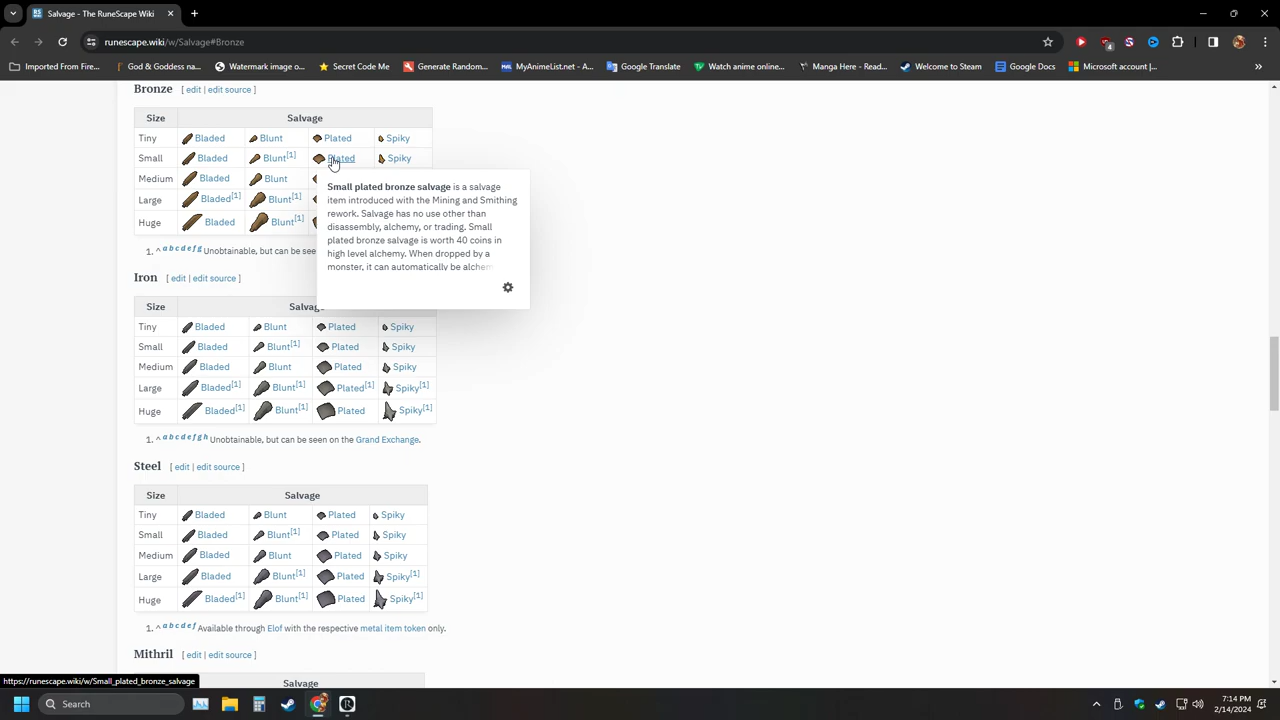 Salvage - The RuneScape Wiki
runescape.wiki/w/Salvage#Bronze
4
Imported From Fire...
God & Goddess na...
Watermark image o...
Secret Code Me
Generate Random...
MyAnimeList.net - A...
Google Translate
Watch anime online...
Manga Here - Read...
Welcome to Steam
Google Docs
Microsoft account |...
Bronze [ edit | edit source ]
Size Salvage
Tiny Bladed Blunt Plated Spiky
Small Bladed Blunt[1] Plated Spiky
Medium Bladed Blunt
Large Bladed[1] Blunt[1]
Huge Bladed Blunt[1]
1. ^ a b c d e f g Unobtainable, but can be see
Small plated bronze salvage is a salvage
item introduced with the Mining and Smithing
rework. Salvage has no use other than
disassembly, alchemy, or trading. Small
plated bronze salvage is worth 40 coins in
high level alchemy. When dropped by a
monster, it can automatically be alchem
Iron [ edit | edit source ]
Size Salvage
Tiny Bladed Blunt Plated Spiky
Small Bladed Blunt[1] Plated Spiky
Medium Bladed Blunt Plated Spiky
Large Bladed[1] Blunt[1] Plated[1] Spiky[1]
Huge Bladed[1] Blunt[1] Plated Spiky[1]
1. ^ a b c d e f g h Unobtainable, but can be seen on the Grand Exchange.
Steel [ edit | edit source ]
Size Salvage
Tiny Bladed Blunt Plated Spiky
Small Bladed Blunt[1] Plated Spiky
Medium Bladed Blunt Plated Spiky
Large Bladed Blunt[1] Plated Spiky[1]
Huge Bladed[1] Blunt[1] Plated Spiky[1]
1. ^ a b c d e f Available through Elof with the respective metal item token only.
Mithril [ edit | edit source ]
Salvage
https://runescape.wiki/w/Small_plated_bronze_salvage
Search
7:14 PM
2/14/2024